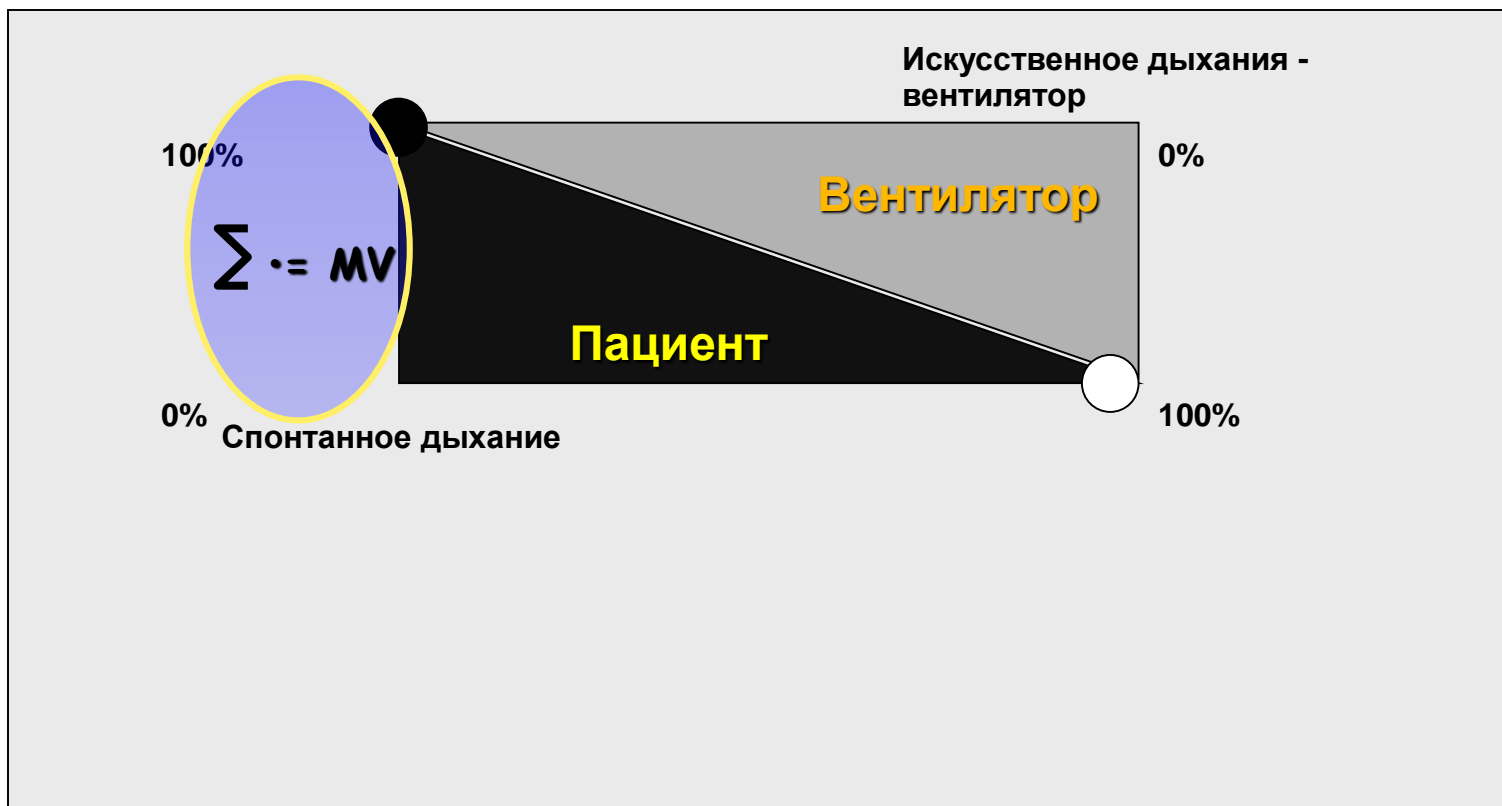 Искусственное дыхания -
вентилятор
100%
0%
Вентилятор
∑ ·= MV
Пациент
0%
100%
Спонтанное дыхание